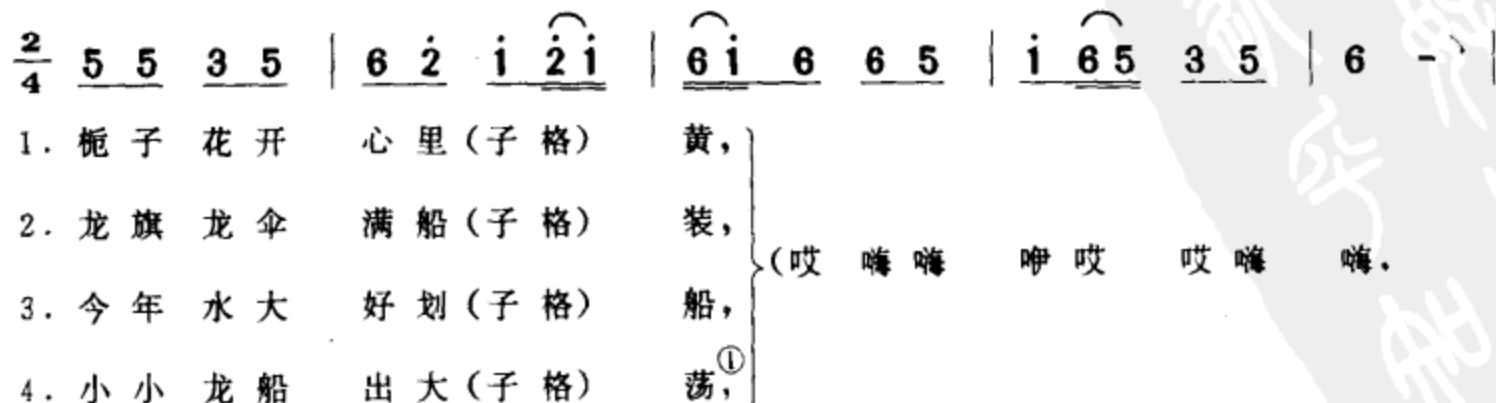 2/4 5 5 3 5 | 6 2̇ 1̇ 2̇ 1̇ | 6 1̇ 6 6 5 | 1̇ 6 5 3 5 | 6 - |
1. 栀子 花开 心里(子格) 黄,
2. 龙旗 龙伞 满船(子格) 装,
(哎 嗨嗨 咿哎 哎嗨 嗨.
3. 今年 水大 好划(子格) 船,
4. 小小 龙船 出大(子格) 荡,①